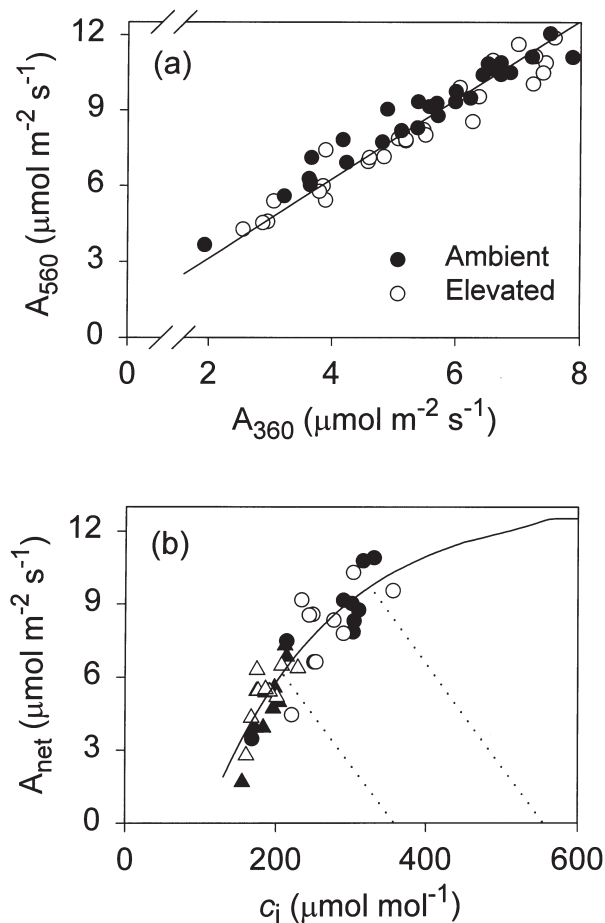 12
(a)
9
6
3
0
A₅₆₀ (μmol m⁻² s⁻¹)
Ambient
Elevated
0 2 4 6 8
A₃₆₀ (μmol m⁻² s⁻¹)
12
(b)
9
6
3
0
Aₙₑₜ (μmol m⁻² s⁻¹)
0 200 400 600
cᵢ (μmol mol⁻¹)